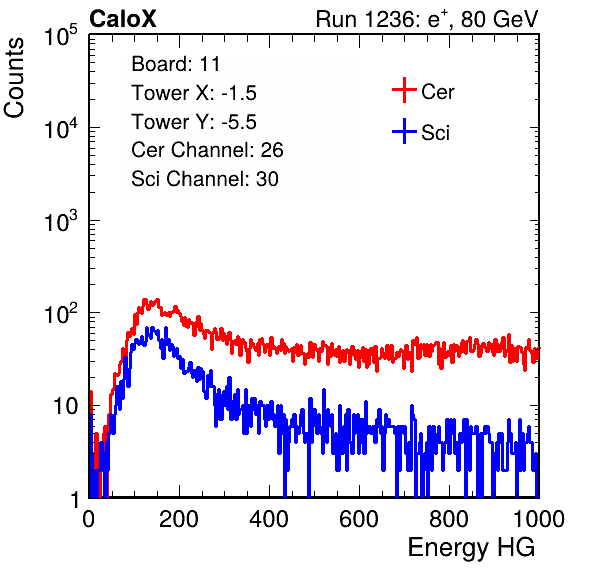 CaloX Run 1236: e⁺, 80 GeV
Counts
Board: 11
Tower X: -1.5
Tower Y: -5.5
Cer Channel: 26
Sci Channel: 30
Cer
Sci
10⁵
10⁴
10³
10²
10
1
0 200 400 600 800 1000
Energy HG